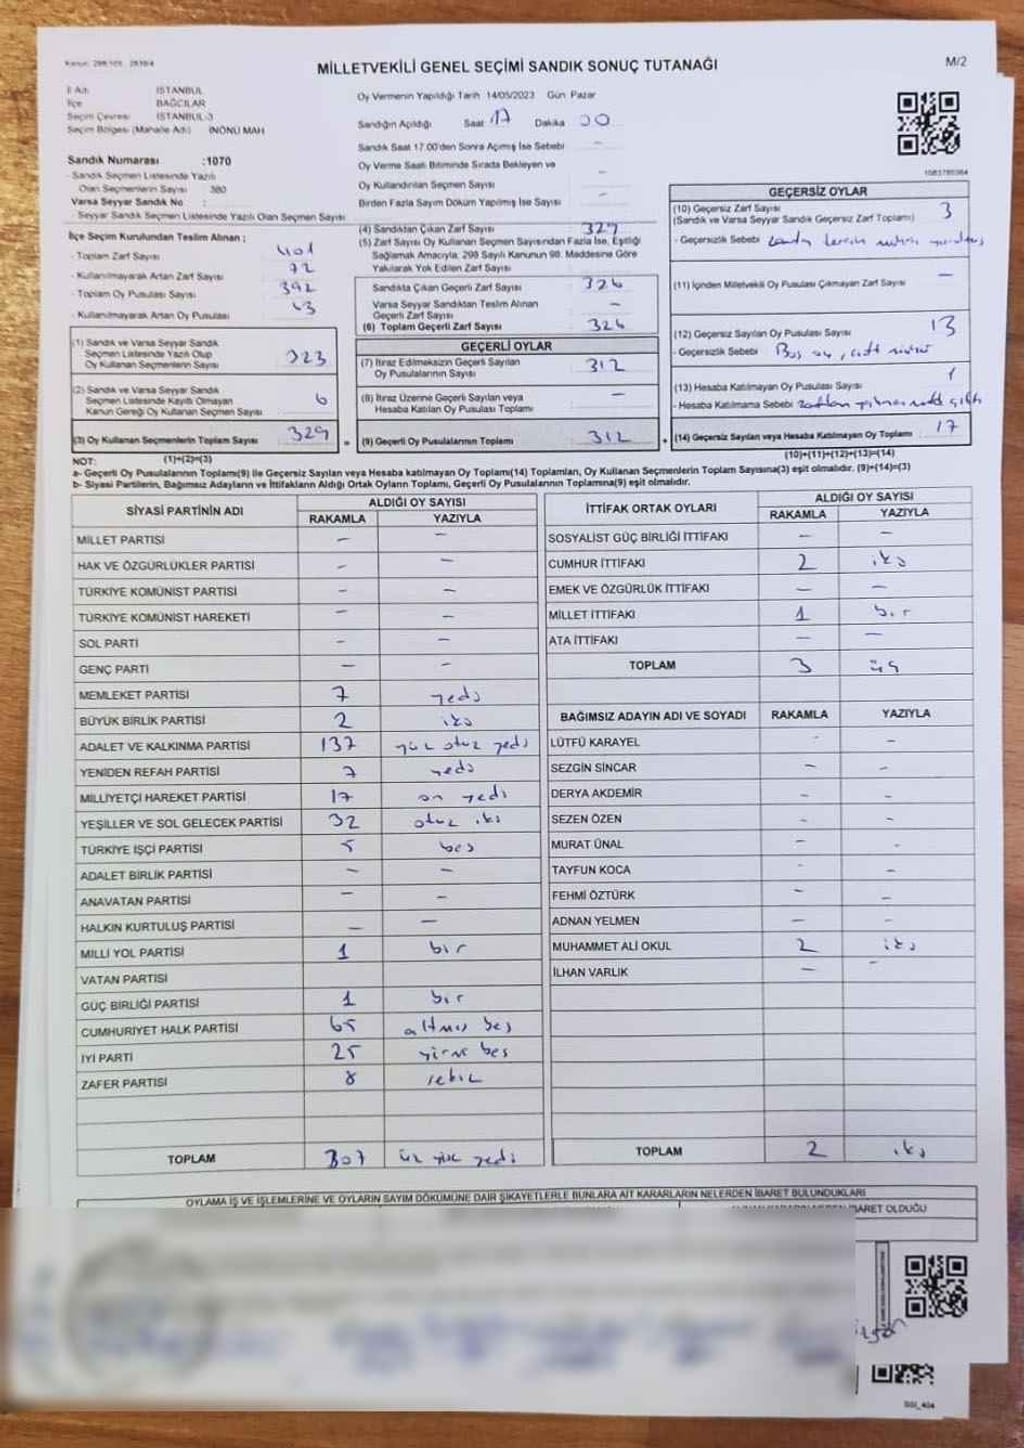 MİLLETVEKİLİ GENEL SEÇİMİ SANDIK SONUÇ TUTANAĞI
M/2
İl Adı : İSTANBUL
İlçe : BAĞCILAR
Seçim Çevresi : İSTANBUL-3
Seçim Bölgesi (Mahalle Adı) : İNÖNÜ MAH
Sandık Numarası :1070
- Sandık Seçmen Listesinde Yazılı
Olan Seçmenlerin Sayısı : 380
Varsa Seyyar Sandık No :
- Seyyar Sandık Seçmen Listesinde Yazılı Olan Seçmen Sayısı
Oy Vermenin Yapıldığı Tarih 14/05/2023 Gün Pazar
Sandığın Açıldığı Saat 17 Dakika 00
Sandık Saat 17.00'den Sonra Açılmış İse Sebebi -
Oy Verme Saati Bitiminde Sırada Bekleyen ve
Oy Kullandırılan Seçmen Sayısı -
Birden Fazla Sayım Döküm Yapılmış İse Sayısı -
İlçe Seçim Kurulundan Teslim Alınan ;
- Toplam Zarf Sayısı 401
- Kullanılmayarak Artan Zarf Sayısı 72
- Toplam Oy Pusulası Sayısı 392
- Kullanılmayarak Artan Oy Pusulası 63
(1) Sandık ve Varsa Seyyar Sandık
Seçmen Listesinde Yazılı Olup
Oy Kullanan Seçmenlerin Sayısı 323
(2) Sandık ve Varsa Seyyar Sandık
Seçmen Listesinde Kayıtlı Olmayan
Kanun Gereği Oy Kullanan Seçmen Sayısı 6
(3) Oy Kullanan Seçmenlerin Toplam Sayısı 329
(4) Sandıktan Çıkan Zarf Sayısı 329
(5) Zarf Sayısı Oy Kullanan Seçmen Sayısından Fazla İse, Eşitliği
Sağlamak Amacıyla; 298 Sayılı Kanunun 98. Maddesine Göre
Yakılarak Yok Edilen Zarf Sayısı
Sandıkta Çıkan Geçerli Zarf Sayısı 326
Varsa Seyyar Sandıktan Teslim Alınan
Geçerli Zarf Sayısı -
(6) Toplam Geçerli Zarf Sayısı 326
GEÇERLİ OYLAR
(7) İtiraz Edilmeksizin Geçerli Sayılan
Oy Pusulalarının Sayısı 312
(8) İtiraz Üzerine Geçerli Sayılan veya
Hesaba Katılan Oy Pusulası Toplamı -
= (9) Geçerli Oy Pusulalarının Toplamı 312
GEÇERSİZ OYLAR
(10) Geçersiz Zarf Sayısı 3
(Sandık ve Varsa Seyyar Sandık Geçersiz Zarf Toplamı)
- Geçersizlik Sebebi
(11) İçinden Milletvekili Oy Pusulası Çıkmayan Zarf Sayısı -
(12) Geçersiz Sayılan Oy Pusulası Sayısı 13
- Geçersizlik Sebebi Boş oy,
(13) Hesaba Katılmayan Oy Pusulası Sayısı 1
- Hesaba Katılmama Sebebi
+ (14) Geçersiz Sayılan veya Hesaba Katılmayan Oy Toplamı 17
NOT: (1)+(2)=(3)
(10)+(11)+(12)+(13)=(14)
a- Geçerli Oy Pusulalarının Toplamı(9) ile Geçersiz Sayılan veya Hesaba katılmayan Oy Toplamı(14) Toplamları, Oy Kullanan Seçmenlerin Toplam Sayısına(3) eşit olmalıdır. (9)+(14)=(3)
b- Siyasi Partilerin, Bağımsız Adayların ve İttifakların Aldığı Ortak Oyların Toplamı, Geçerli Oy Pusulalarının Toplamına(9) eşit olmalıdır.
SİYASİ PARTİNİN ADI ALDIĞI OY SAYISI
RAKAMLA YAZIYLA
MİLLET PARTİSİ - -
HAK VE ÖZGÜRLÜKLER PARTİSİ - -
TÜRKİYE KOMÜNİST PARTİSİ - -
TÜRKİYE KOMÜNİST HAREKETİ - -
SOL PARTİ - -
GENÇ PARTİ - -
MEMLEKET PARTİSİ 7 yedi
BÜYÜK BİRLİK PARTİSİ 2 iki
ADALET VE KALKINMA PARTİSİ 137 yüz otuz yedi
YENİDEN REFAH PARTİSİ 7 yedi
MİLLİYETÇİ HAREKET PARTİSİ 17 on yedi
YEŞİLLER VE SOL GELECEK PARTİSİ 32 otuz iki
TÜRKİYE İŞÇİ PARTİSİ 5 beş
ADALET BİRLİK PARTİSİ - -
ANAVATAN PARTİSİ - -
HALKIN KURTULUŞ PARTİSİ - -
MİLLİ YOL PARTİSİ 1 bir
VATAN PARTİSİ
GÜÇ BİRLİĞİ PARTİSİ 1 bir
CUMHURİYET HALK PARTİSİ 65 altmış beş
İYİ PARTİ 25 yirmi beş
ZAFER PARTİSİ 8 sekiz
TOPLAM 307 üç yüz yedi
İTTİFAK ORTAK OYLARI ALDIĞI OY SAYISI
RAKAMLA YAZIYLA
SOSYALİST GÜÇ BİRLİĞİ İTTİFAKI - -
CUMHUR İTTİFAKI 2 iki
EMEK VE ÖZGÜRLÜK İTTİFAKI - -
MİLLET İTTİFAKI 1 bir
ATA İTTİFAKI - -
TOPLAM 3 üç
BAĞIMSIZ ADAYIN ADI VE SOYADI RAKAMLA YAZIYLA
LÜTFÜ KARAYEL - -
SEZGİN SİNCAR - -
DERYA AKDEMİR - -
SEZEN ÖZEN - -
MURAT ÜNAL - -
TAYFUN KOCA - -
FEHMİ ÖZTÜRK - -
ADNAN YELMEN - -
MUHAMMET ALİ OKUL 2 iki
İLHAN VARLIK - -
TOPLAM 2 iki
OYLAMA İŞ VE İŞLEMLERİNE VE OYLARIN SAYIM DÖKÜMÜNE DAİR ŞİKAYETLERLE BUNLARA AİT KARARLARIN NELERDEN İBARET BULUNDUKLARI
İBARET OLDUĞU